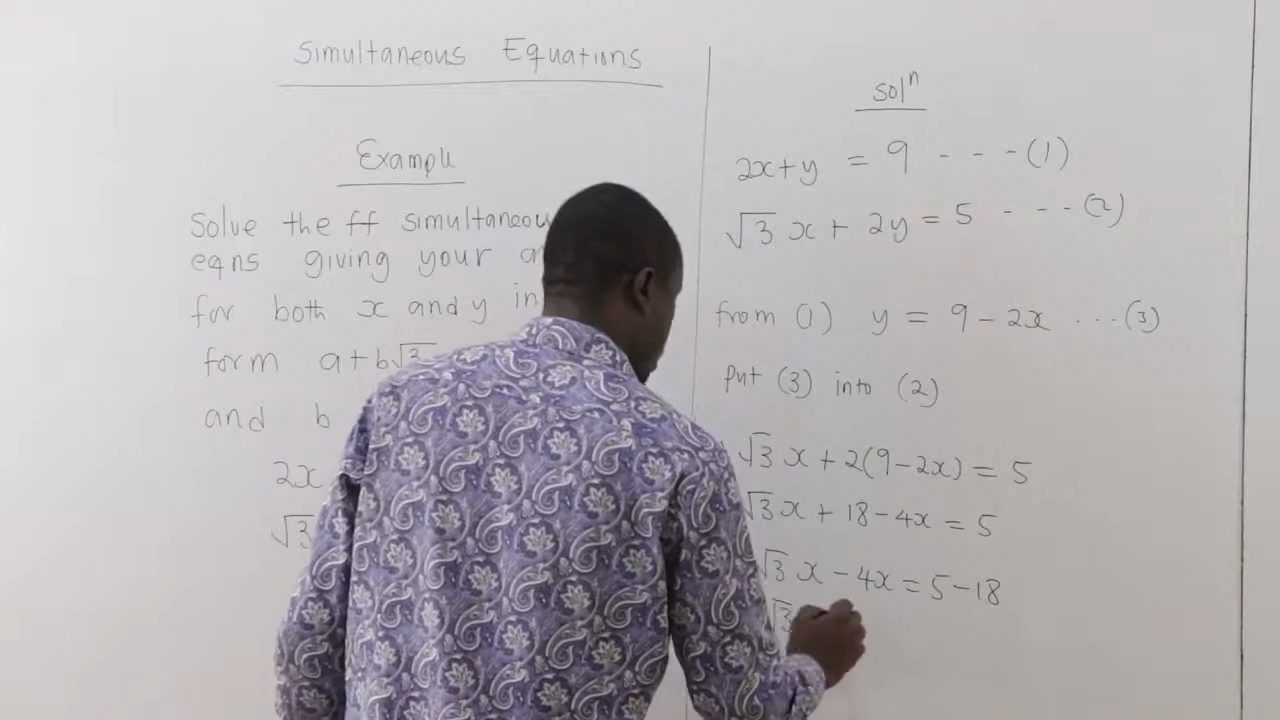 Simultaneous Equations
Example
Solve the ff simultaneou
eqns giving your
for both x and y in
form a+b√3
and b
2x
√3
solⁿ
2x+y = 9 - - - (1)
√3 x + 2y = 5 - - - (2)
from (1) y = 9 - 2x ...(3)
put (3) into (2)
√3 x + 2(9-2x) = 5
√3 x + 18 - 4x = 5
√3 x - 4x = 5-18
√3